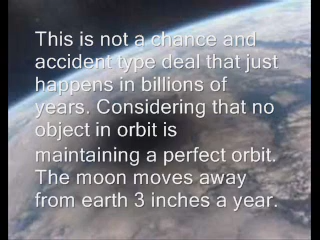 This is not a chance and
accident type deal that just
happens in billions of
years. Considering that no
object in orbit is
maintaining a perfect orbit.
The moon moves away
from earth 3 inches a year.